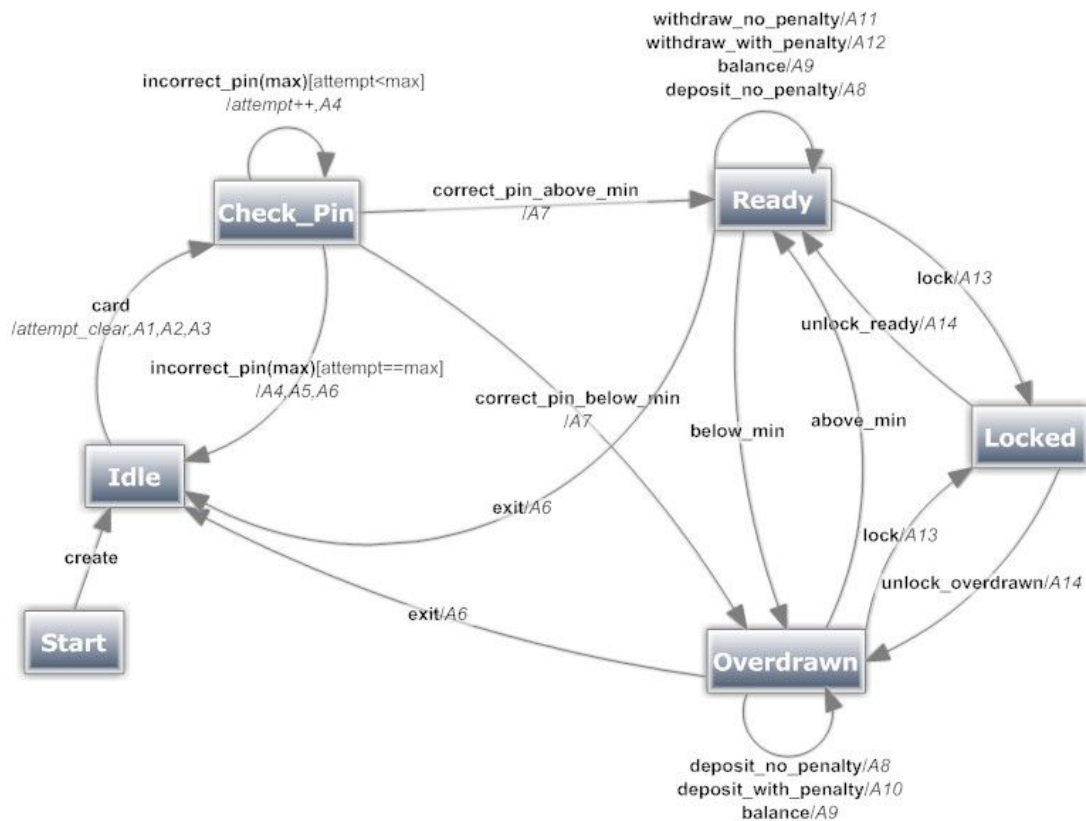 withdraw_no_penalty/A11
withdraw_with_penalty/A12
balance/A9
deposit_no_penalty/A8
incorrect_pin(max)[attempt<max]
/attempt++,A4
correct_pin_above_min
/A7
Ready
Check_Pin
lock/A13
card
/attempt_clear,A1,A2,A3
unlock_ready/A14
incorrect_pin(max)[attempt==max]
/A4,A5,A6
correct_pin_below_min
/A7
below_min
above_min
Locked
Idle
exit/A6
lock/A13
create
unlock_overdrawn/A14
exit/A6
Start
Overdrawn
deposit_no_penalty/A8
deposit_with_penalty/A10
balance/A9